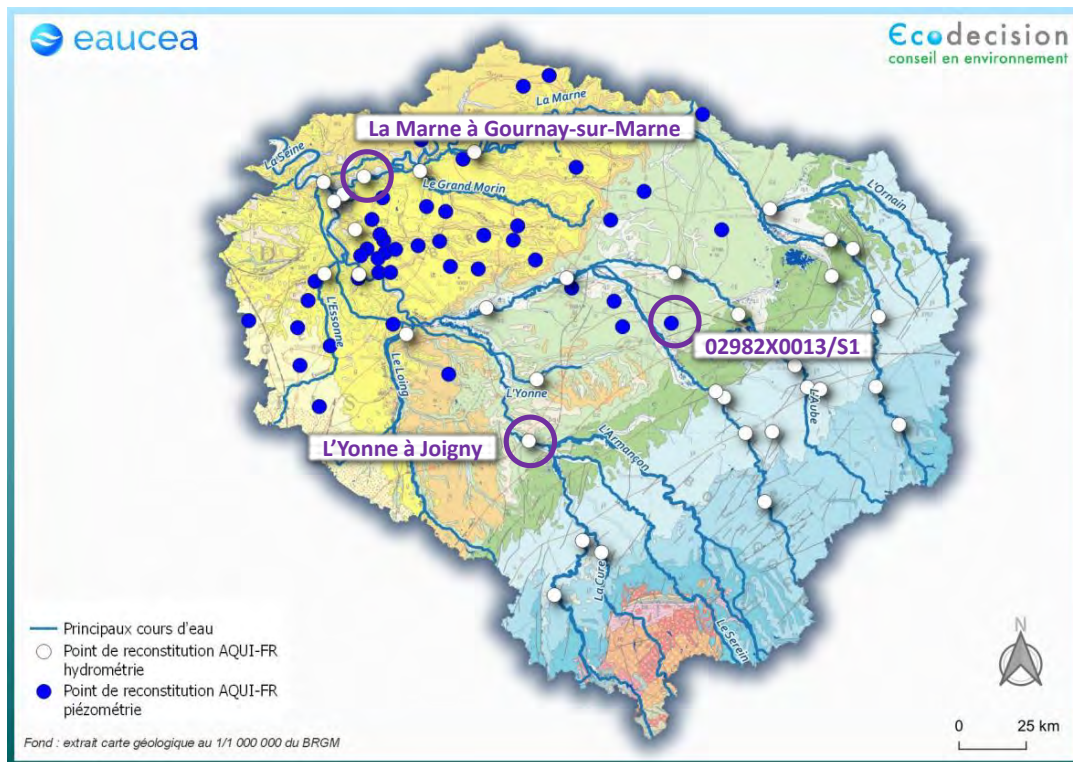 eaucea
Ecodecision
conseil en environnement
La Marne
La Marne à Gournay-sur-Marne
La Seine
Le Grand Morin
L'Ornain
L'Essonne
02982X0013/S1
Le Loing
L'Yonne
L'Aube
L'Yonne à Joigny
L'Armançon
La Cure
Le Serein
Principaux cours d'eau
Point de reconstitution AQUI-FR
hydrométrie
Point de reconstitution AQUI-FR
piézométrie
N
0 25 km
Fond : extrait carte géologique au 1/1 000 000 du BRGM